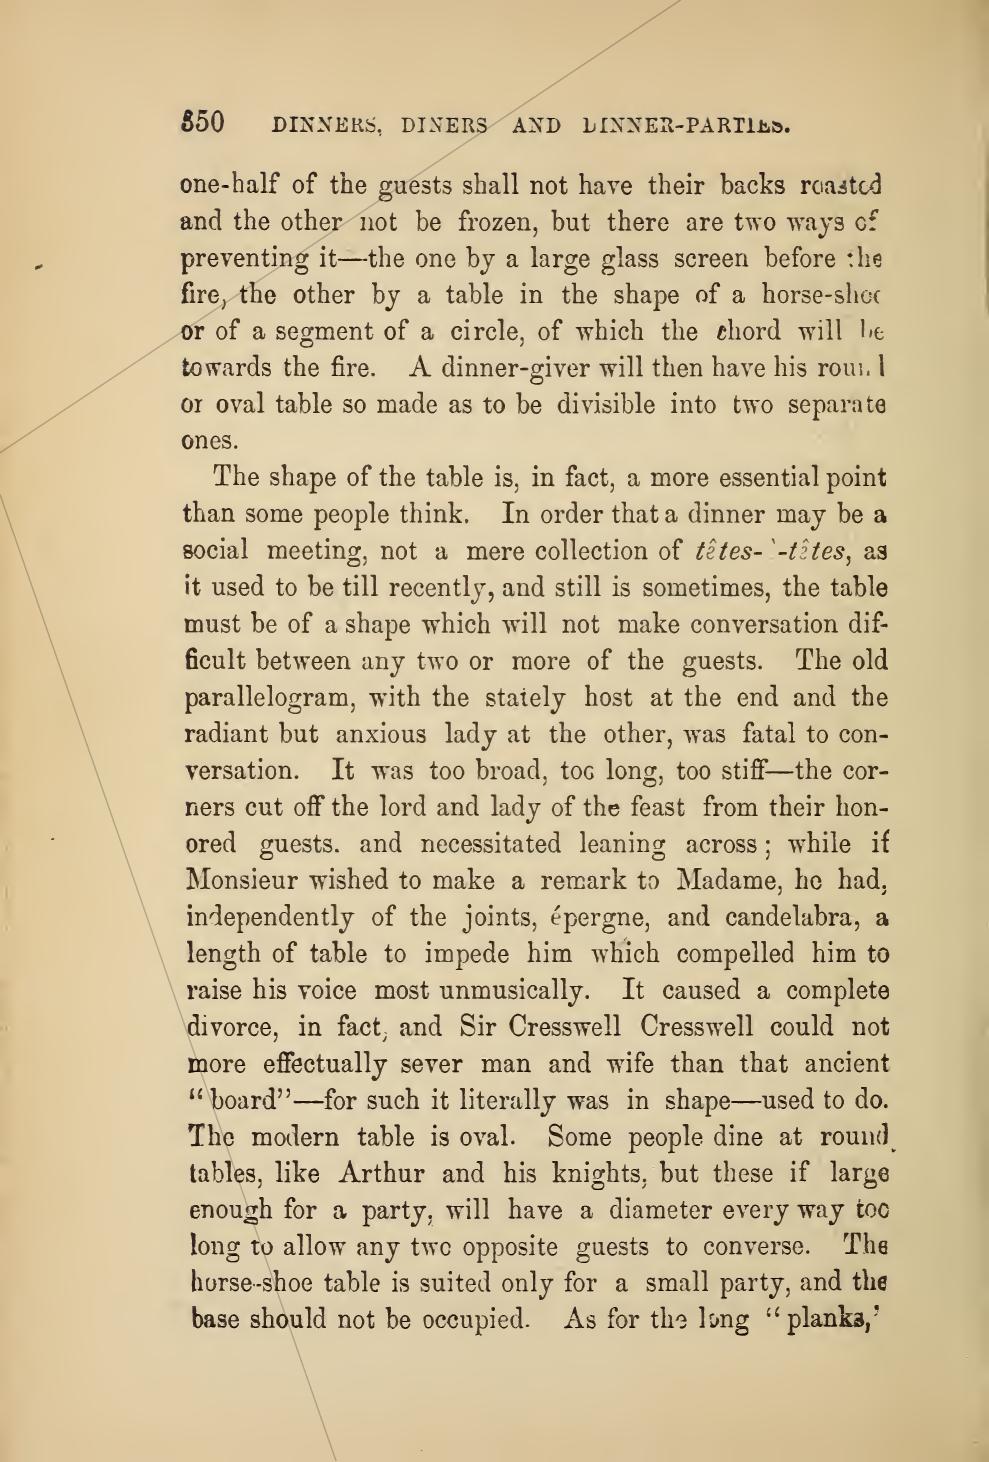 350 DINNERS, DINERS AND DINNER-PARTIES.
one-half of the guests shall not have their backs roasted
and the other not be frozen, but there are two ways of
preventing it—the one by a large glass screen before the
fire, the other by a table in the shape of a horse-shoe
or of a segment of a circle, of which the chord will be
towards the fire. A dinner-giver will then have his round
or oval table so made as to be divisible into two separate
ones.
The shape of the table is, in fact, a more essential point
than some people think. In order that a dinner may be a
social meeting, not a mere collection of têtes-à-têtes, as
it used to be till recently, and still is sometimes, the table
must be of a shape which will not make conversation dif-
ficult between any two or more of the guests. The old
parallelogram, with the stately host at the end and the
radiant but anxious lady at the other, was fatal to con-
versation. It was too broad, too long, too stiff—the cor-
ners cut off the lord and lady of the feast from their hon-
ored guests. and necessitated leaning across; while if
Monsieur wished to make a remark to Madame, he had,
independently of the joints, épergne, and candelabra, a
length of table to impede him which compelled him to
raise his voice most unmusically. It caused a complete
divorce, in fact, and Sir Cresswell Cresswell could not
more effectually sever man and wife than that ancient
"board"—for such it literally was in shape—used to do.
The modern table is oval. Some people dine at round
tables, like Arthur and his knights, but these if large
enough for a party, will have a diameter every way too
long to allow any two opposite guests to converse. The
horse-shoe table is suited only for a small party, and the
base should not be occupied. As for the long "planks,'